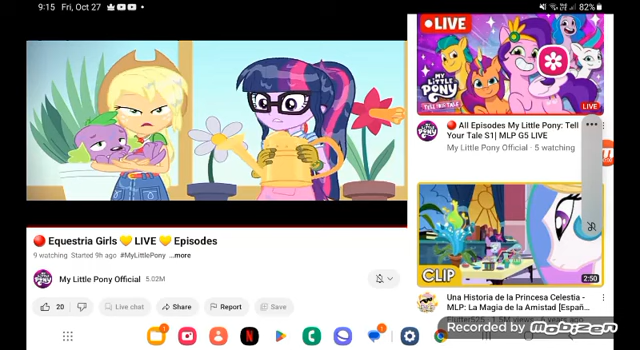 9:15 Fri, Oct 27
82%
LIVE
MY LITTLE PONY
TELL YOUR TALE
LIVE
🔴 All Episodes My Little Pony: Tell
Your Tale S1| MLP G5 LIVE
My Little Pony Official · 5 watching
🔴 Equestria Girls 💛 LIVE 💛 Episodes
9 watching Started 9h ago #MyLittlePony ...more
My Little Pony Official 5.02M
20
Live chat
Share
Report
Save
CLIP
2:50
Una Historia de la Princesa Celestia -
MLP: La Magia de la Amistad [Españ...
Recorded by Mobizen